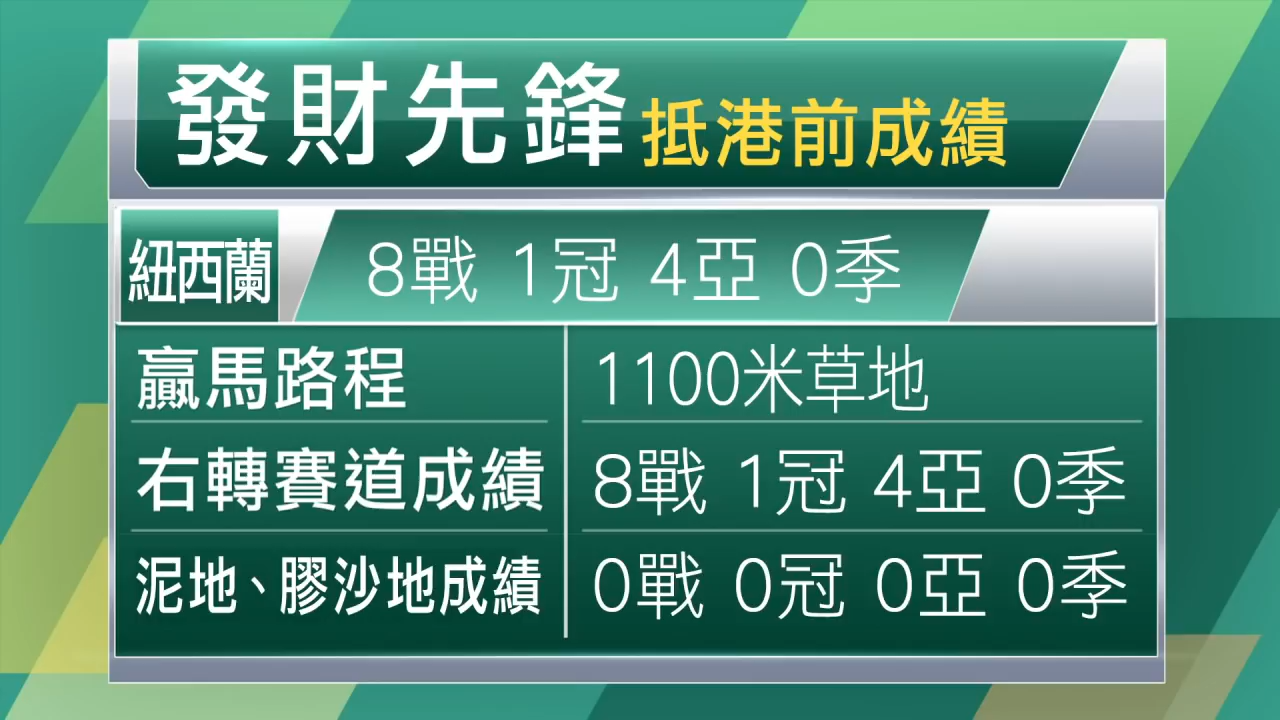 發財先鋒 抵港前成績
紐西蘭 8戰 1冠 4亞 0季
贏馬路程 1100米草地
右轉賽道成績 8戰 1冠 4亞 0季
泥地、膠沙地成績 0戰 0冠 0亞 0季